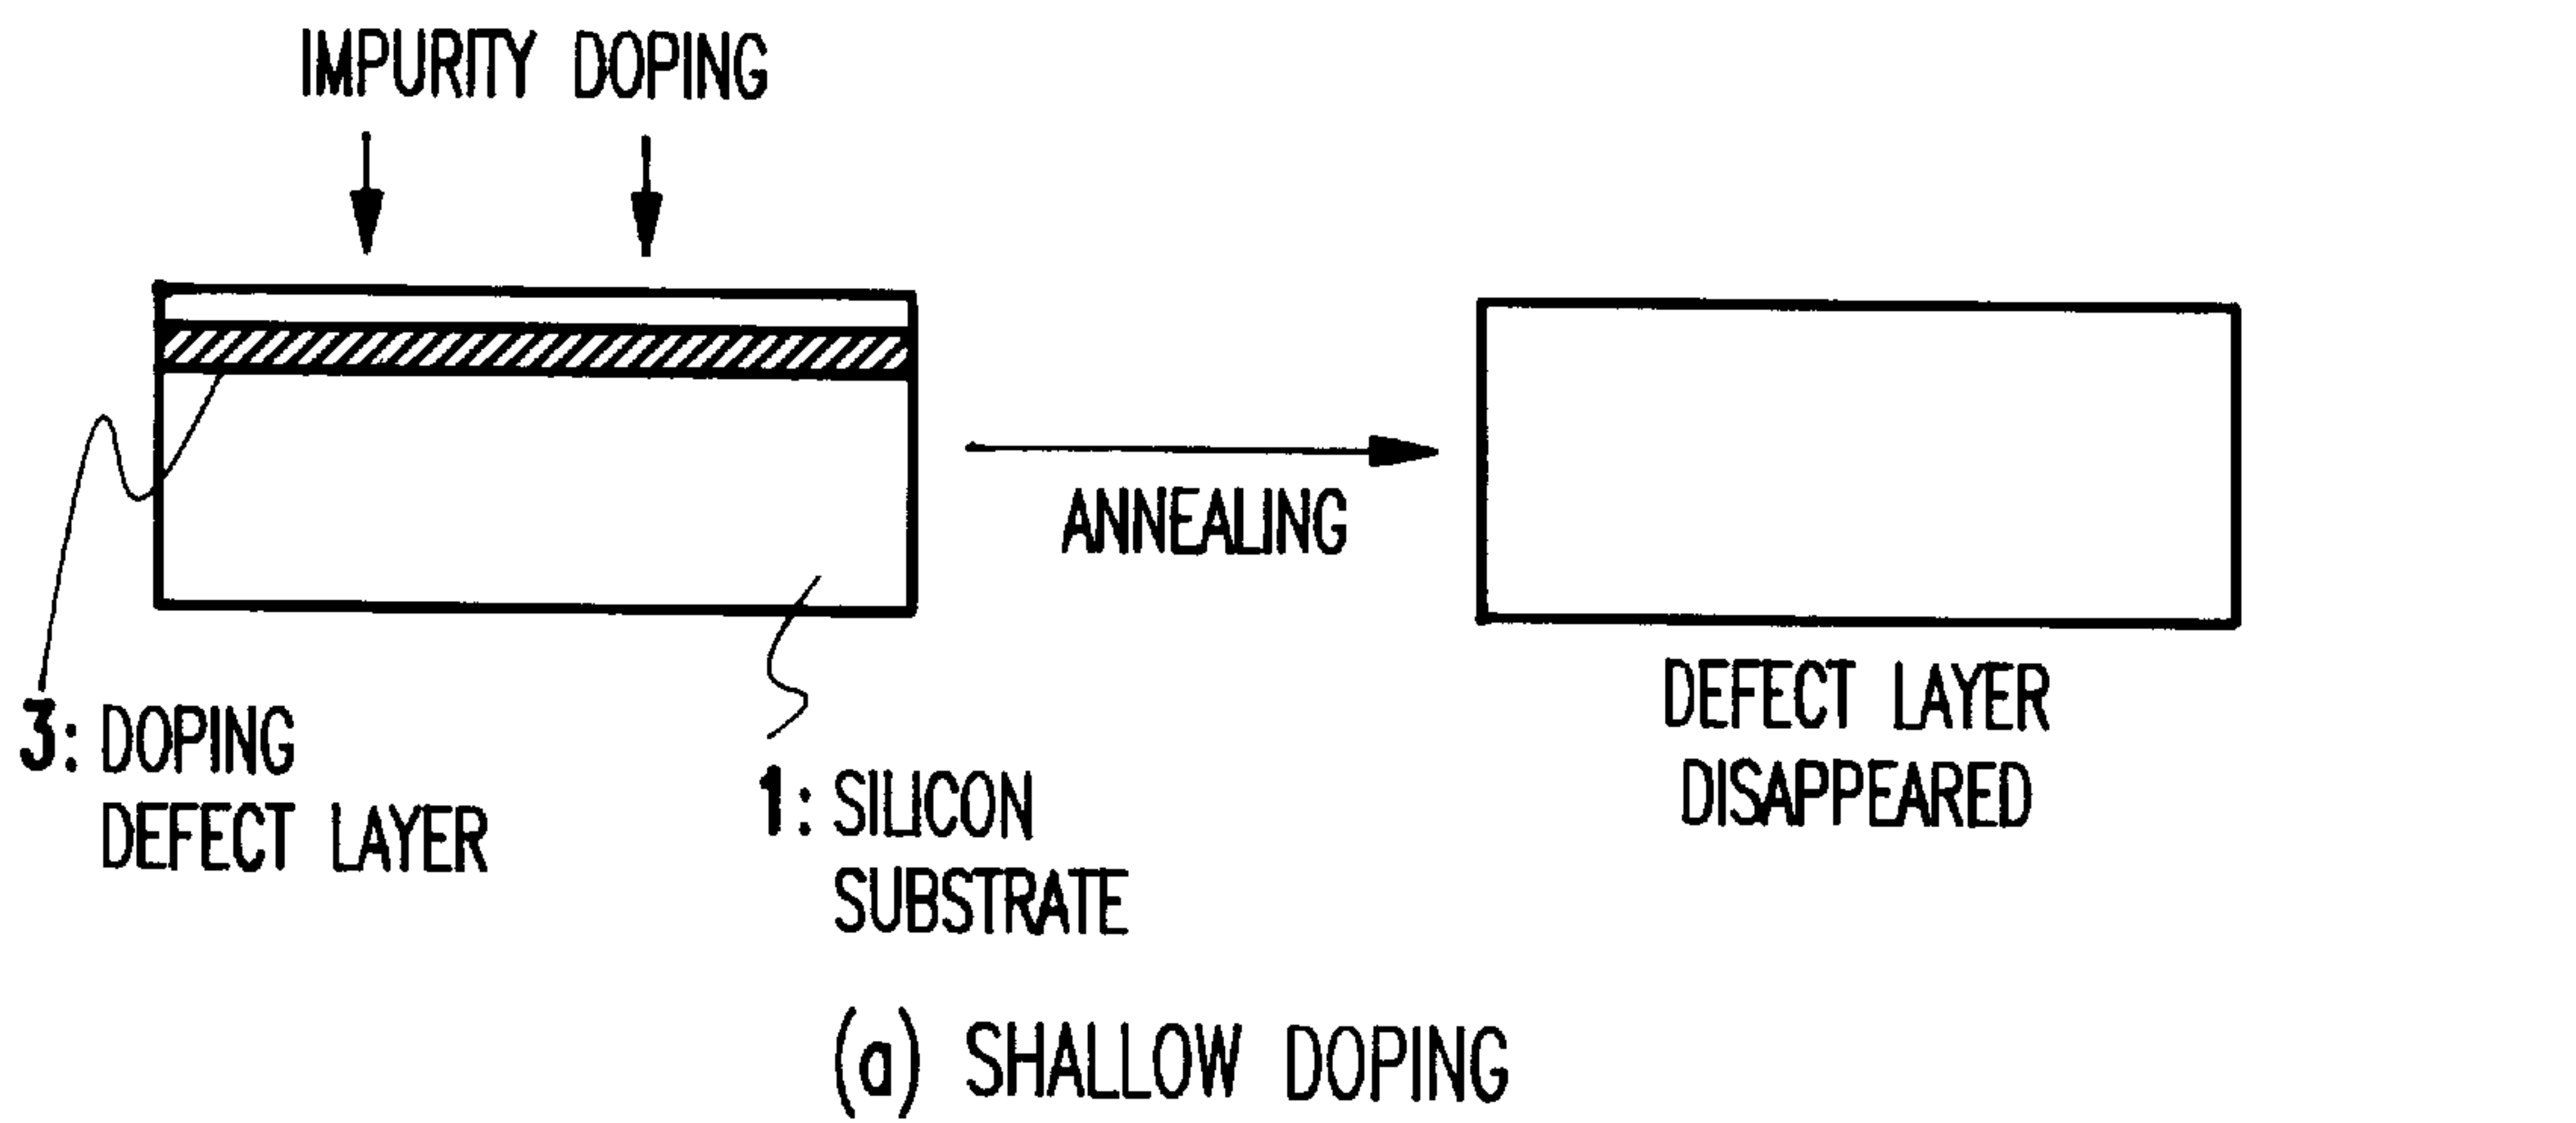 IMPURITY DOPING
ANNEALING
DEFECT LAYER
DISAPPEARED
3: DOPING
DEFECT LAYER
1: SILICON
SUBSTRATE
(a) SHALLOW DOPING